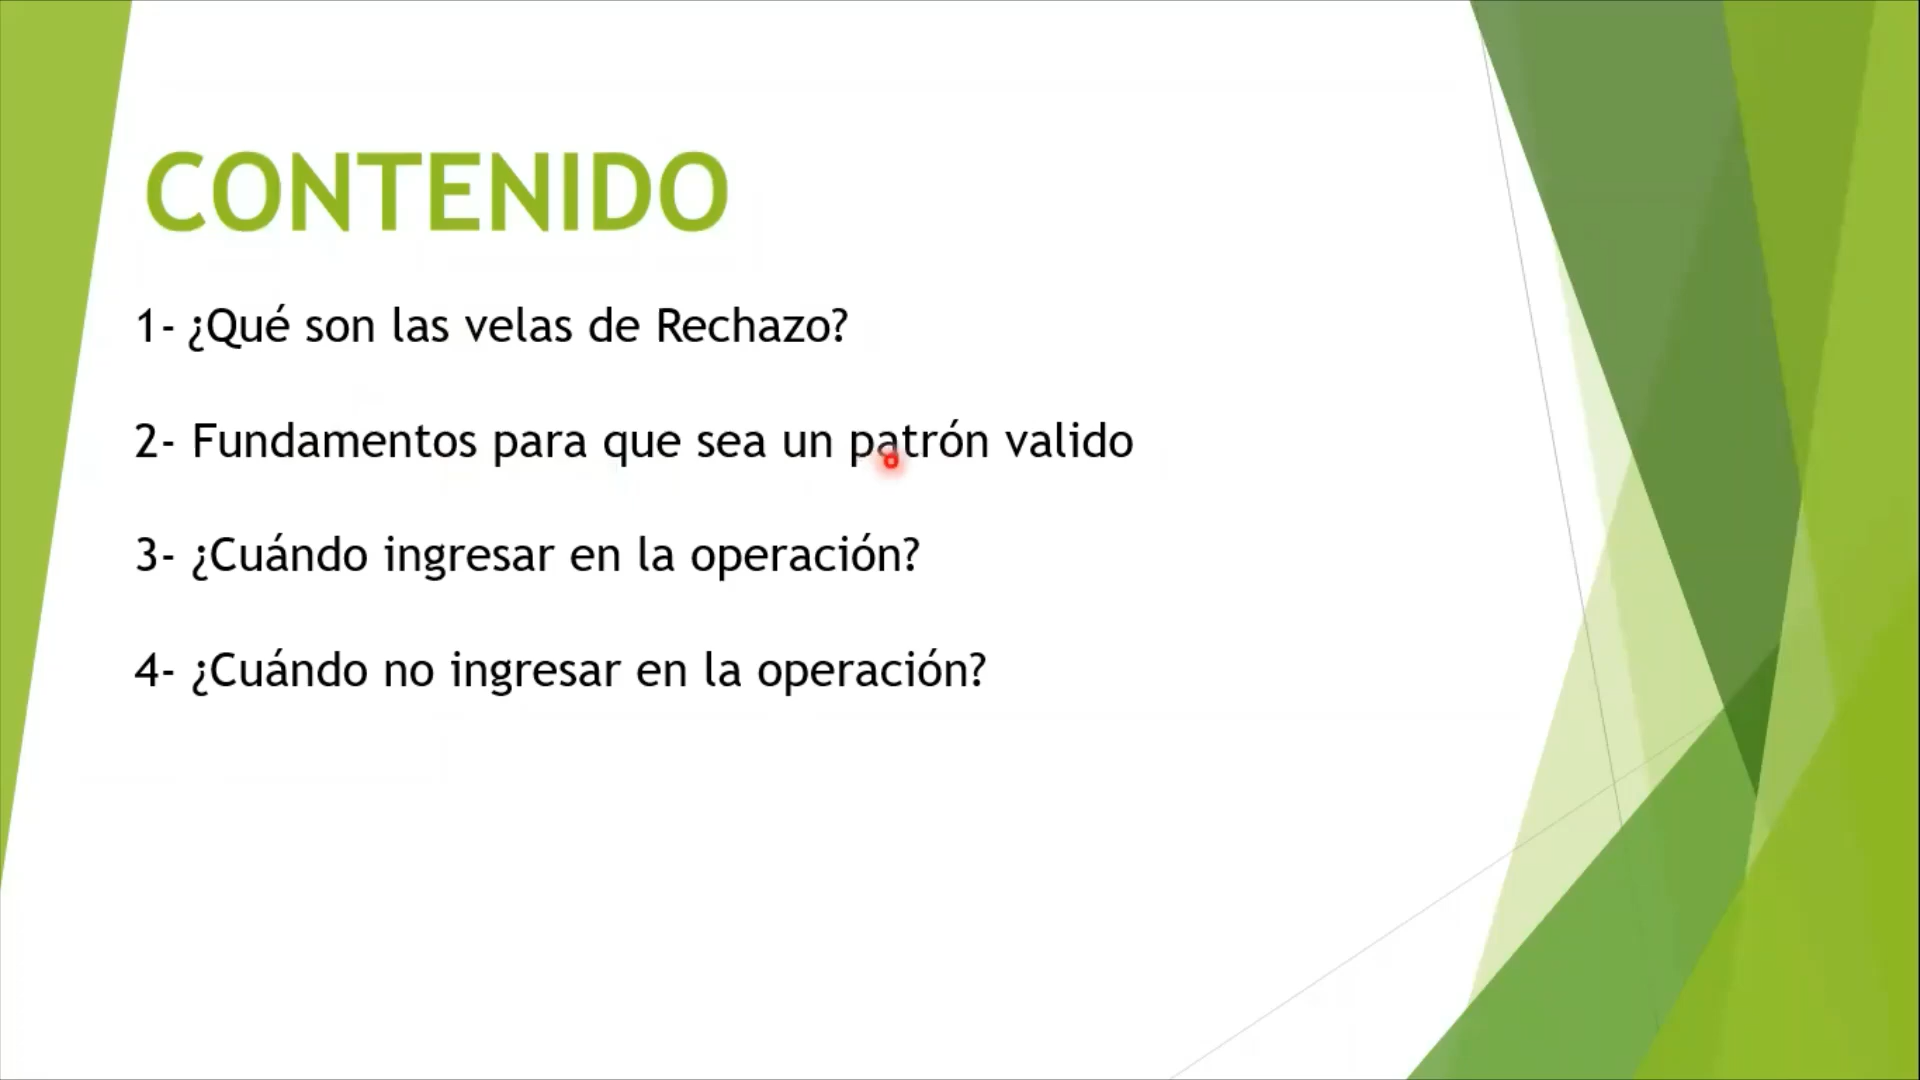 CONTENIDO
1- ¿Qué son las velas de Rechazo?
2- Fundamentos para que sea un patrón valido
3- ¿Cuándo ingresar en la operación?
4- ¿Cuándo no ingresar en la operación?